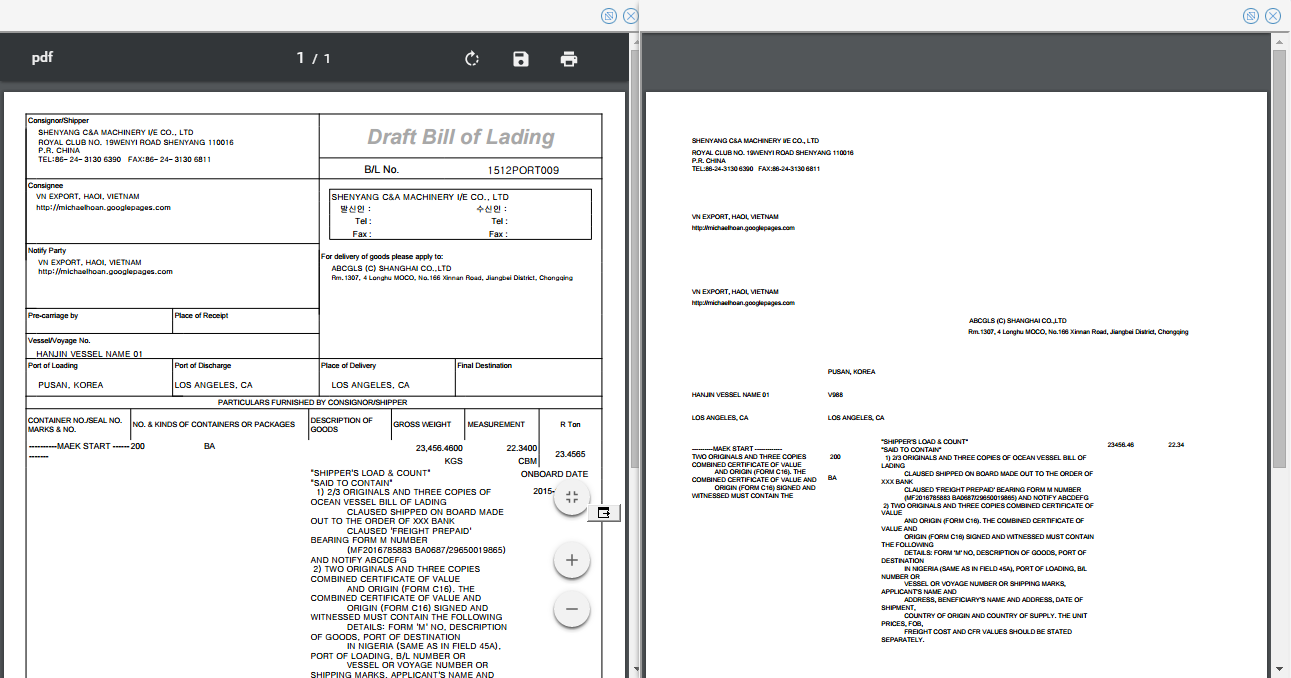 pdf
1 / 1
Consignor/Shipper
SHENYANG C&A MACHINERY I/E CO., LTD
ROYAL CLUB NO. 19WENYI ROAD SHENYANG 110016
P.R. CHINA
TEL:86- 24- 3130 6390 FAX:86- 24- 3130 6811
Draft Bill of Lading
B/L No. 1512PORT009
Consignee
VN EXPORT, HAOI, VIETNAM
http://michaelhoan.googlepages.com
SHENYANG C&A MACHINERY I/E CO., LTD
발신인 : 수신인 :
Tel : Tel :
Fax : Fax :
Notify Party
VN EXPORT, HAOI, VIETNAM
http://michaelhoan.googlepages.com
For delivery of goods please apply to:
ABCGLS (C) SHANGHAI CO.,LTD
Rm.1307, 4 Longhu MOCO, No.166 Xinnan Road, Jiangbei District, Chongqing
Pre-carriage by Place of Receipt
Vessel/Voyage No.
HANJIN VESSEL NAME 01
Port of Loading Port of Discharge Place of Delivery Final Destination
PUSAN, KOREA LOS ANGELES, CA LOS ANGELES, CA
PARTICULARS FURNISHED BY CONSIGNOR/SHIPPER
CONTAINER NO./SEAL NO. MARKS & NO. NO. & KINDS OF CONTAINERS OR PACKAGES DESCRIPTION OF GOODS GROSS WEIGHT MEASUREMENT R Ton
----------MAEK START ------ 200 BA 23,456.4600 22.3400 23.4565
-------
KGS CBM
"SHIPPER'S LOAD & COUNT" ONBOARD DATE
"SAID TO CONTAIN"
1) 2/3 ORIGINALS AND THREE COPIES OF 2015-
OCEAN VESSEL BILL OF LADING
CLAUSED SHIPPED ON BOARD MADE
OUT TO THE ORDER OF XXX BANK
CLAUSED 'FREIGHT PREPAID'
BEARING FORM M NUMBER
(MF2016785883 BA0687/29650019865)
AND NOTIFY ABCDEFG
2) TWO ORIGINALS AND THREE COPIES
COMBINED CERTIFICATE OF VALUE
AND ORIGIN (FORM C16). THE
COMBINED CERTIFICATE OF VALUE AND
ORIGIN (FORM C16) SIGNED AND
WITNESSED MUST CONTAIN THE FOLLOWING
DETAILS: FORM 'M' NO, DESCRIPTION
OF GOODS, PORT OF DESTINATION
IN NIGERIA (SAME AS IN FIELD 45A),
PORT OF LOADING, B/L NUMBER OR
VESSEL OR VOYAGE NUMBER OR
SHIPPING MARKS, APPLICANT'S NAME AND
SHENYANG C&A MACHINERY I/E CO., LTD
ROYAL CLUB NO. 19WENYI ROAD SHENYANG 110016
P.R. CHINA
TEL:86-24-3130 6390 FAX:86-24-3130 6811
VN EXPORT, HAOI, VIETNAM
http://michaelhoan.googlepages.com
VN EXPORT, HAOI, VIETNAM
http://michaelhoan.googlepages.com
ABCGLS (C) SHANGHAI CO.,LTD
Rm.1307, 4 Longhu MOCO, No.166 Xinnan Road, Jiangbei District, Chongqing
PUSAN, KOREA
HANJIN VESSEL NAME 01 V988
LOS ANGELES, CA LOS ANGELES, CA
----------MAEK START -------------
TWO ORIGINALS AND THREE COPIES
COMBINED CERTIFICATE OF VALUE
AND ORIGIN (FORM C16). THE
COMBINED CERTIFICATE OF VALUE AND
ORIGIN (FORM C16) SIGNED AND
WITNESSED MUST CONTAIN THE
200
BA
"SHIPPER'S LOAD & COUNT" 23456.46 22.34
"SAID TO CONTAIN"
1) 2/3 ORIGINALS AND THREE COPIES OF OCEAN VESSEL BILL OF
LADING
CLAUSED SHIPPED ON BOARD MADE OUT TO THE ORDER OF
XXX BANK
CLAUSED 'FREIGHT PREPAID' BEARING FORM M NUMBER
(MF2016785883 BA0687/29650019865) AND NOTIFY ABCDEFG
2) TWO ORIGINALS AND THREE COPIES COMBINED CERTIFICATE OF
VALUE
AND ORIGIN (FORM C16). THE COMBINED CERTIFICATE OF
VALUE AND
ORIGIN (FORM C16) SIGNED AND WITNESSED MUST CONTAIN
THE FOLLOWING
DETAILS: FORM 'M' NO, DESCRIPTION OF GOODS, PORT OF
DESTINATION
IN NIGERIA (SAME AS IN FIELD 45A), PORT OF LOADING, B/L
NUMBER OR
VESSEL OR VOYAGE NUMBER OR SHIPPING MARKS,
APPLICANT'S NAME AND
ADDRESS, BENEFICIARY'S NAME AND ADDRESS, DATE OF
SHIPMENT,
COUNTRY OF ORIGIN AND COUNTRY OF SUPPLY. THE UNIT
PRICES, FOB,
FREIGHT COST AND CFR VALUES SHOULD BE STATED
SEPARATELY.